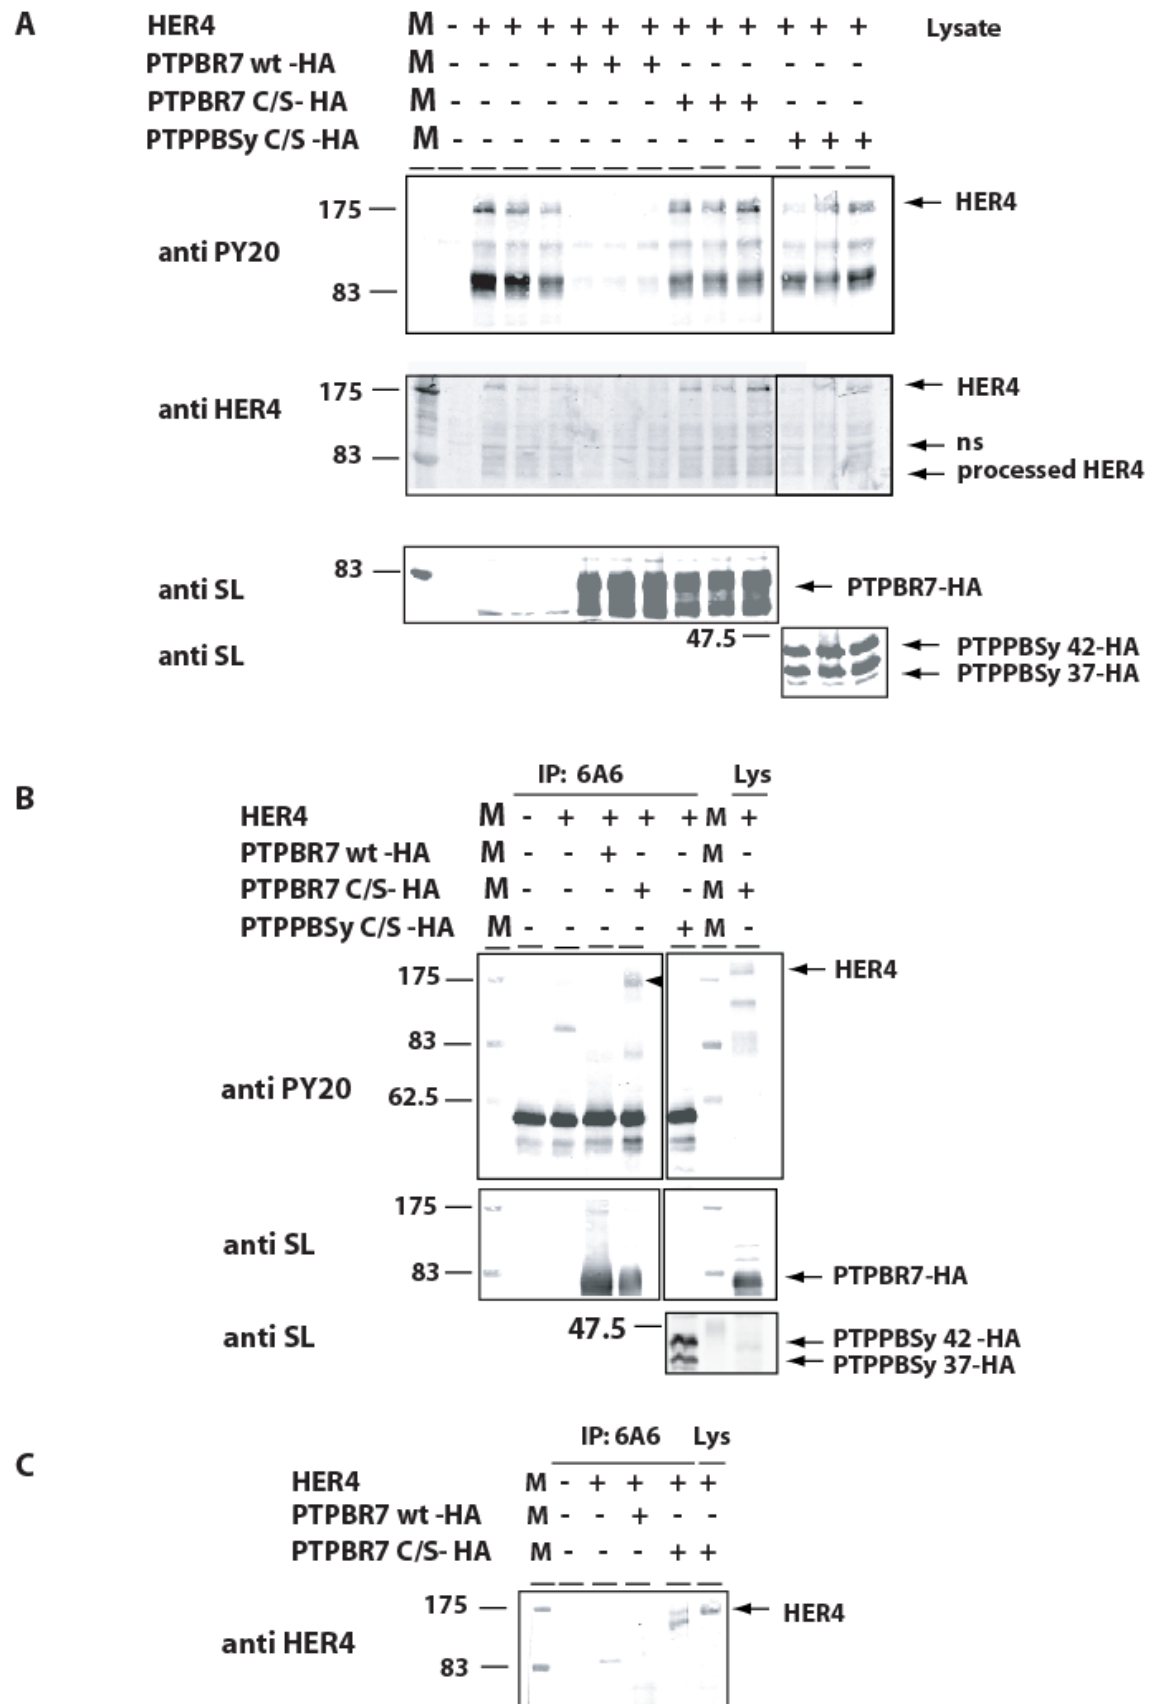 A
HER4 M - + + + + + + + + + + + + Lysate
PTPBR7 wt -HA M - - - - + + + - - - - - -
PTPBR7 C/S- HA M - - - - - - - + + + - - -
PTPPBSy C/S -HA M - - - - - - - - - - + + +
175 HER4
anti PY20
83
175 HER4
anti HER4
ns
83
processed HER4
83
anti SL PTPBR7-HA
47.5
anti SL PTPPBSy 42-HA
PTPPBSy 37-HA
B
IP: 6A6 Lys
HER4 M - + + + + M +
PTPBR7 wt -HA M - - + - - M -
PTPBR7 C/S- HA M - - - + - M +
PTPPBSy C/S -HA M - - - - + M -
175 HER4
83
anti PY20
62.5
175
anti SL
83 PTPBR7-HA
47.5
anti SL PTPPBSy 42 -HA
PTPPBSy 37-HA
C
IP: 6A6 Lys
HER4 M - + + + +
PTPBR7 wt -HA M - - + - -
PTPBR7 C/S- HA M - - - + +
175 HER4
anti HER4
83